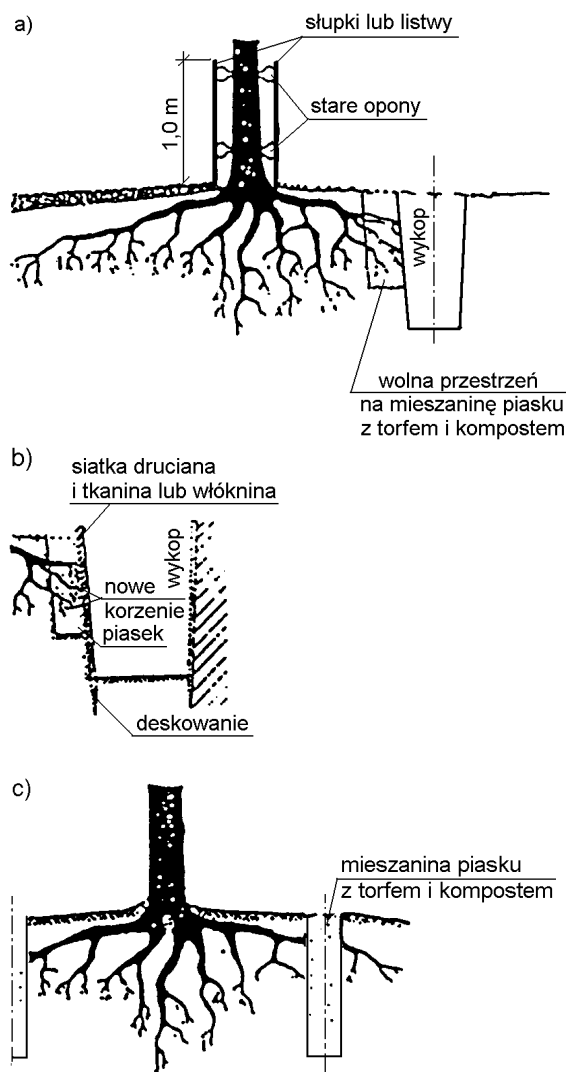 a)
słupki lub listwy
stare opony
1,0 m
wykop
wolna przestrzeń
na mieszaninę piasku
z torfem i kompostem
b)
siatka druciana
i tkanina lub włóknina
wykop
nowe
korzenie
piasek
deskowanie
c)
mieszanina piasku
z torfem i kompostem